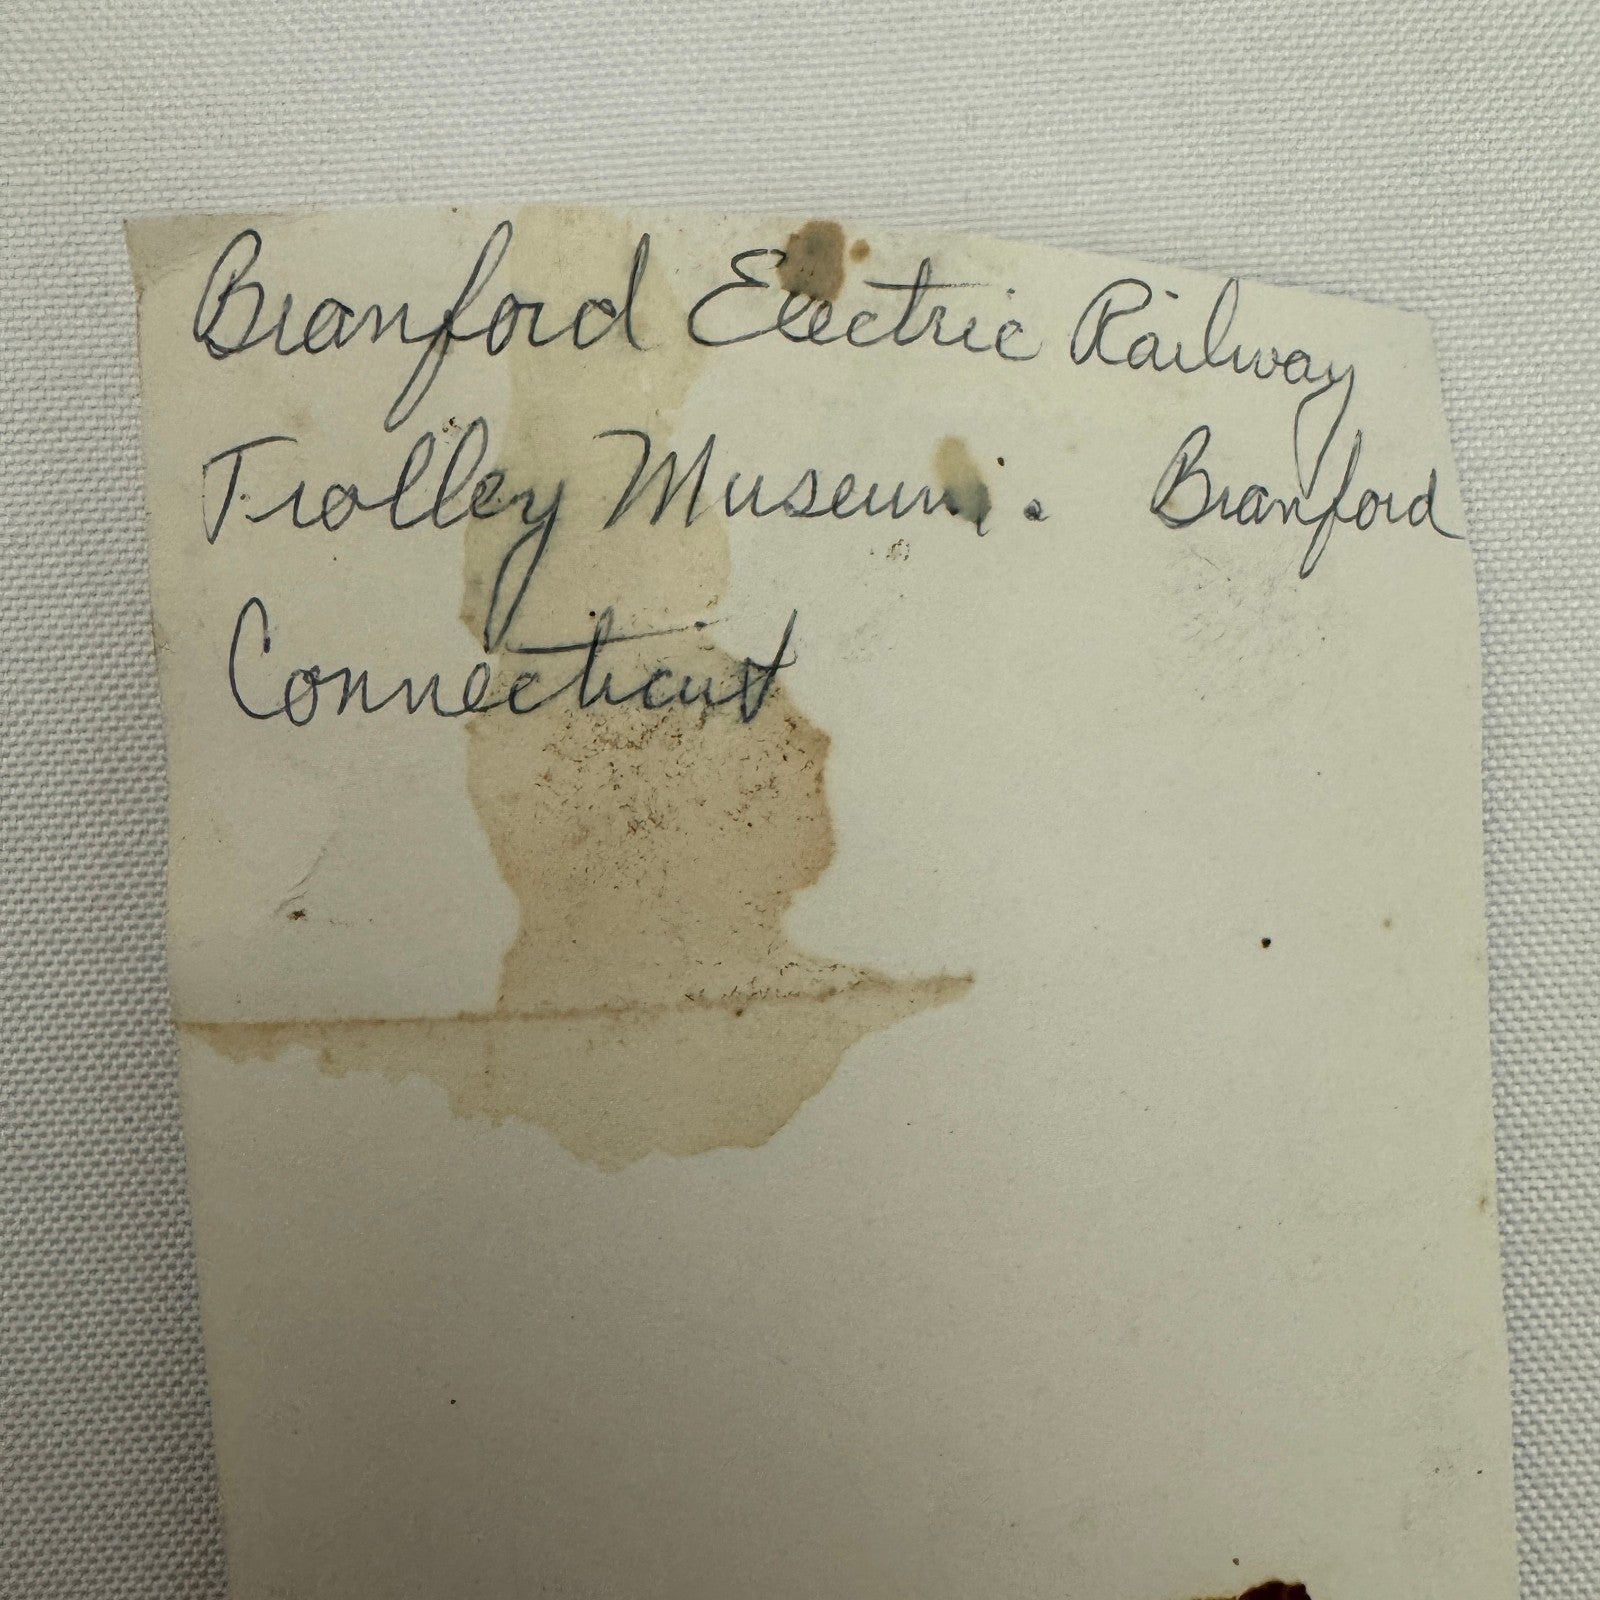 Branford Electric Railway
Trolley Museum. Branford
Connecticut